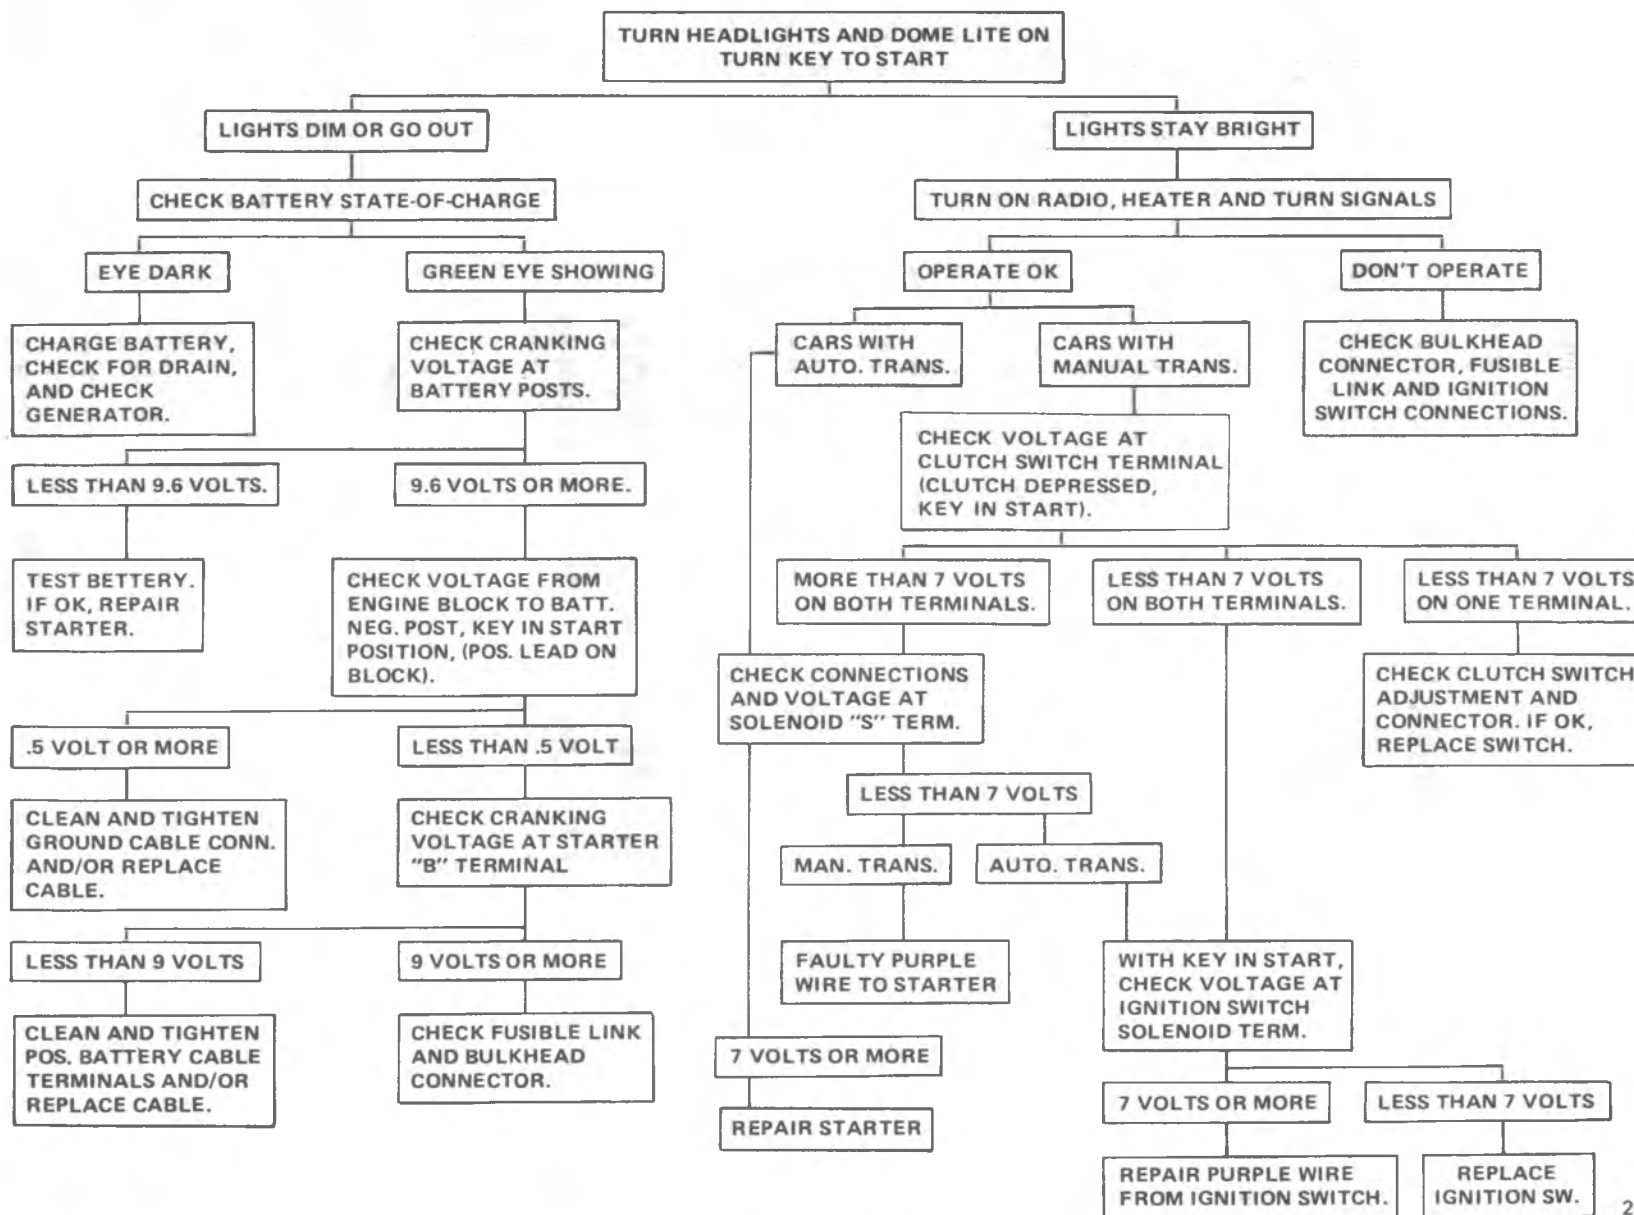 TURN HEADLIGHTS AND DOME LITE ON
TURN KEY TO START
LIGHTS DIM OR GO OUT
LIGHTS STAY BRIGHT
CHECK BATTERY STATE-OF-CHARGE
TURN ON RADIO, HEATER AND TURN SIGNALS
EYE DARK
GREEN EYE SHOWING
OPERATE OK
DON'T OPERATE
CHARGE BATTERY,
CHECK FOR DRAIN,
AND CHECK
GENERATOR.
CHECK CRANKING
VOLTAGE AT
BATTERY POSTS.
CARS WITH
AUTO. TRANS.
CARS WITH
MANUAL TRANS.
CHECK BULKHEAD
CONNECTOR, FUSIBLE
LINK AND IGNITION
SWITCH CONNECTIONS.
CHECK VOLTAGE AT
CLUTCH SWITCH TERMINAL
(CLUTCH DEPRESSED,
KEY IN START).
LESS THAN 9.6 VOLTS.
9.6 VOLTS OR MORE.
TEST BETTERY.
IF OK, REPAIR
STARTER.
CHECK VOLTAGE FROM
ENGINE BLOCK TO BATT.
NEG. POST, KEY IN START
POSITION, (POS. LEAD ON
BLOCK).
MORE THAN 7 VOLTS
ON BOTH TERMINALS.
LESS THAN 7 VOLTS
ON BOTH TERMINALS.
LESS THAN 7 VOLTS
ON ONE TERMINAL.
CHECK CONNECTIONS
AND VOLTAGE AT
SOLENOID "S" TERM.
CHECK CLUTCH SWITCH
ADJUSTMENT AND
CONNECTOR. IF OK,
REPLACE SWITCH.
.5 VOLT OR MORE
LESS THAN .5 VOLT
LESS THAN 7 VOLTS
CLEAN AND TIGHTEN
GROUND CABLE CONN.
AND/OR REPLACE
CABLE.
CHECK CRANKING
VOLTAGE AT STARTER
"B" TERMINAL
MAN. TRANS.
AUTO. TRANS.
LESS THAN 9 VOLTS
9 VOLTS OR MORE
FAULTY PURPLE
WIRE TO STARTER
WITH KEY IN START,
CHECK VOLTAGE AT
IGNITION SWITCH
SOLENOID TERM.
CLEAN AND TIGHTEN
POS. BATTERY CABLE
TERMINALS AND/OR
REPLACE CABLE.
CHECK FUSIBLE LINK
AND BULKHEAD
CONNECTOR.
7 VOLTS OR MORE
REPAIR STARTER
7 VOLTS OR MORE
LESS THAN 7 VOLTS
REPAIR PURPLE WIRE
FROM IGNITION SWITCH.
REPLACE
IGNITION SW.
2